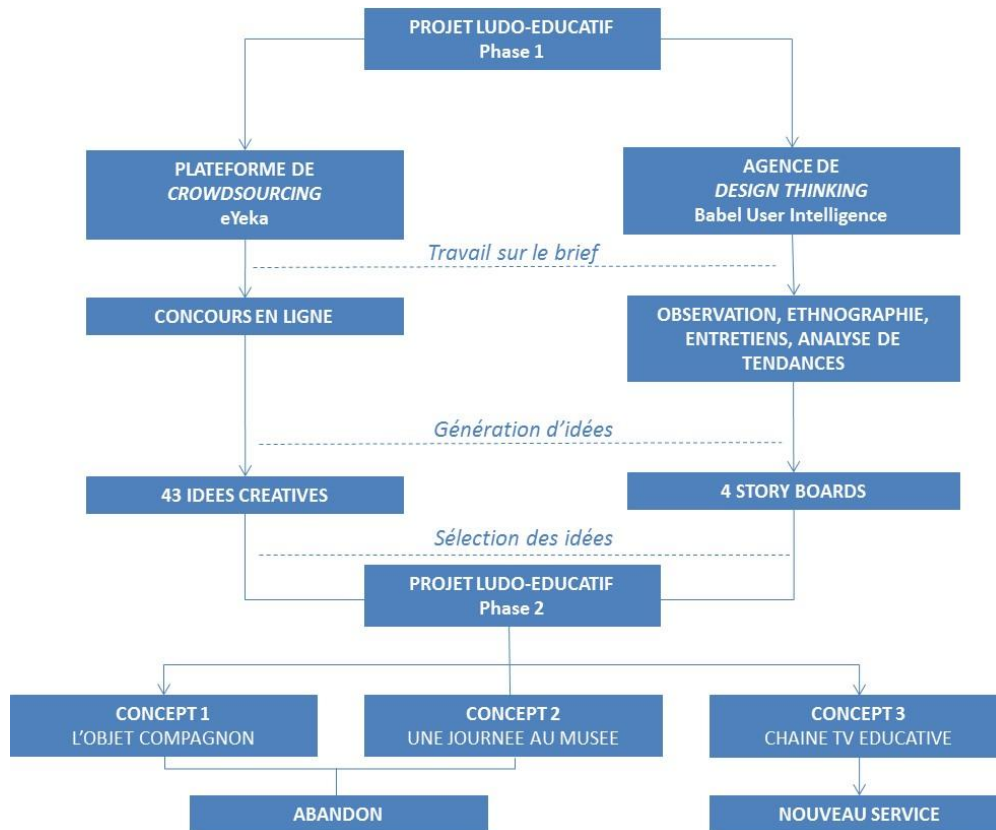 PROJET LUDO-EDUCATIF
Phase 1
PLATEFORME DE
CROWDSOURCING
eYeka
AGENCE DE
DESIGN THINKING
Babel User Intelligence
Travail sur le brief
CONCOURS EN LIGNE
OBSERVATION, ETHNOGRAPHIE,
ENTRETIENS, ANALYSE DE
TENDANCES
Génération d'idées
43 IDEES CREATIVES
4 STORY BOARDS
Sélection des idées
PROJET LUDO-EDUCATIF
Phase 2
CONCEPT 1
L'OBJET COMPAGNON
CONCEPT 2
UNE JOURNEE AU MUSEE
CONCEPT 3
CHAINE TV EDUCATIVE
ABANDON
NOUVEAU SERVICE